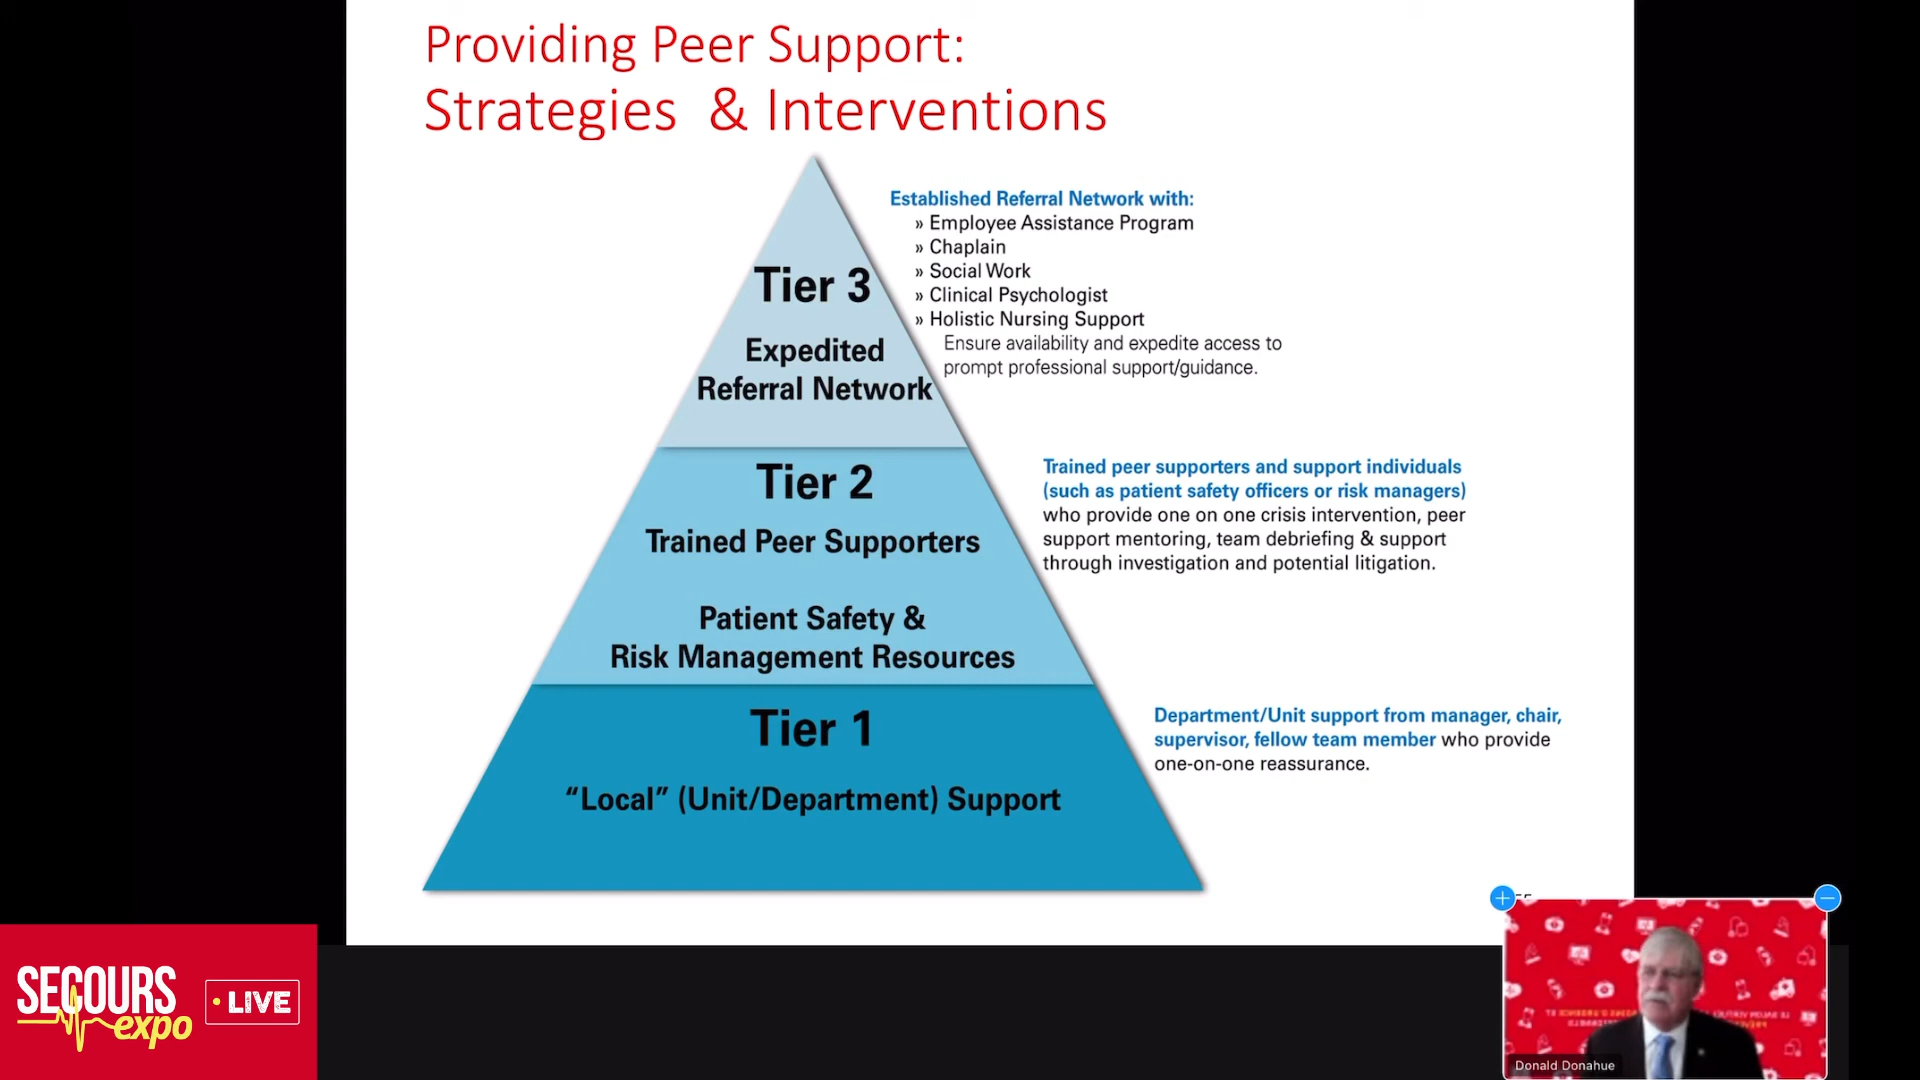 Providing Peer Support:
Strategies & Interventions
Tier 3
Expedited
Referral Network
Established Referral Network with:
» Employee Assistance Program
» Chaplain
» Social Work
» Clinical Psychologist
» Holistic Nursing Support
Ensure availability and expedite access to
prompt professional support/guidance.
Tier 2
Trained Peer Supporters
Patient Safety &
Risk Management Resources
Trained peer supporters and support individuals
(such as patient safety officers or risk managers)
who provide one on one crisis intervention, peer
support mentoring, team debriefing & support
through investigation and potential litigation.
Tier 1
“Local” (Unit/Department) Support
Department/Unit support from manager, chair,
supervisor, fellow team member who provide
one-on-one reassurance.
SECOURS
expo
LIVE
Donald Donahue